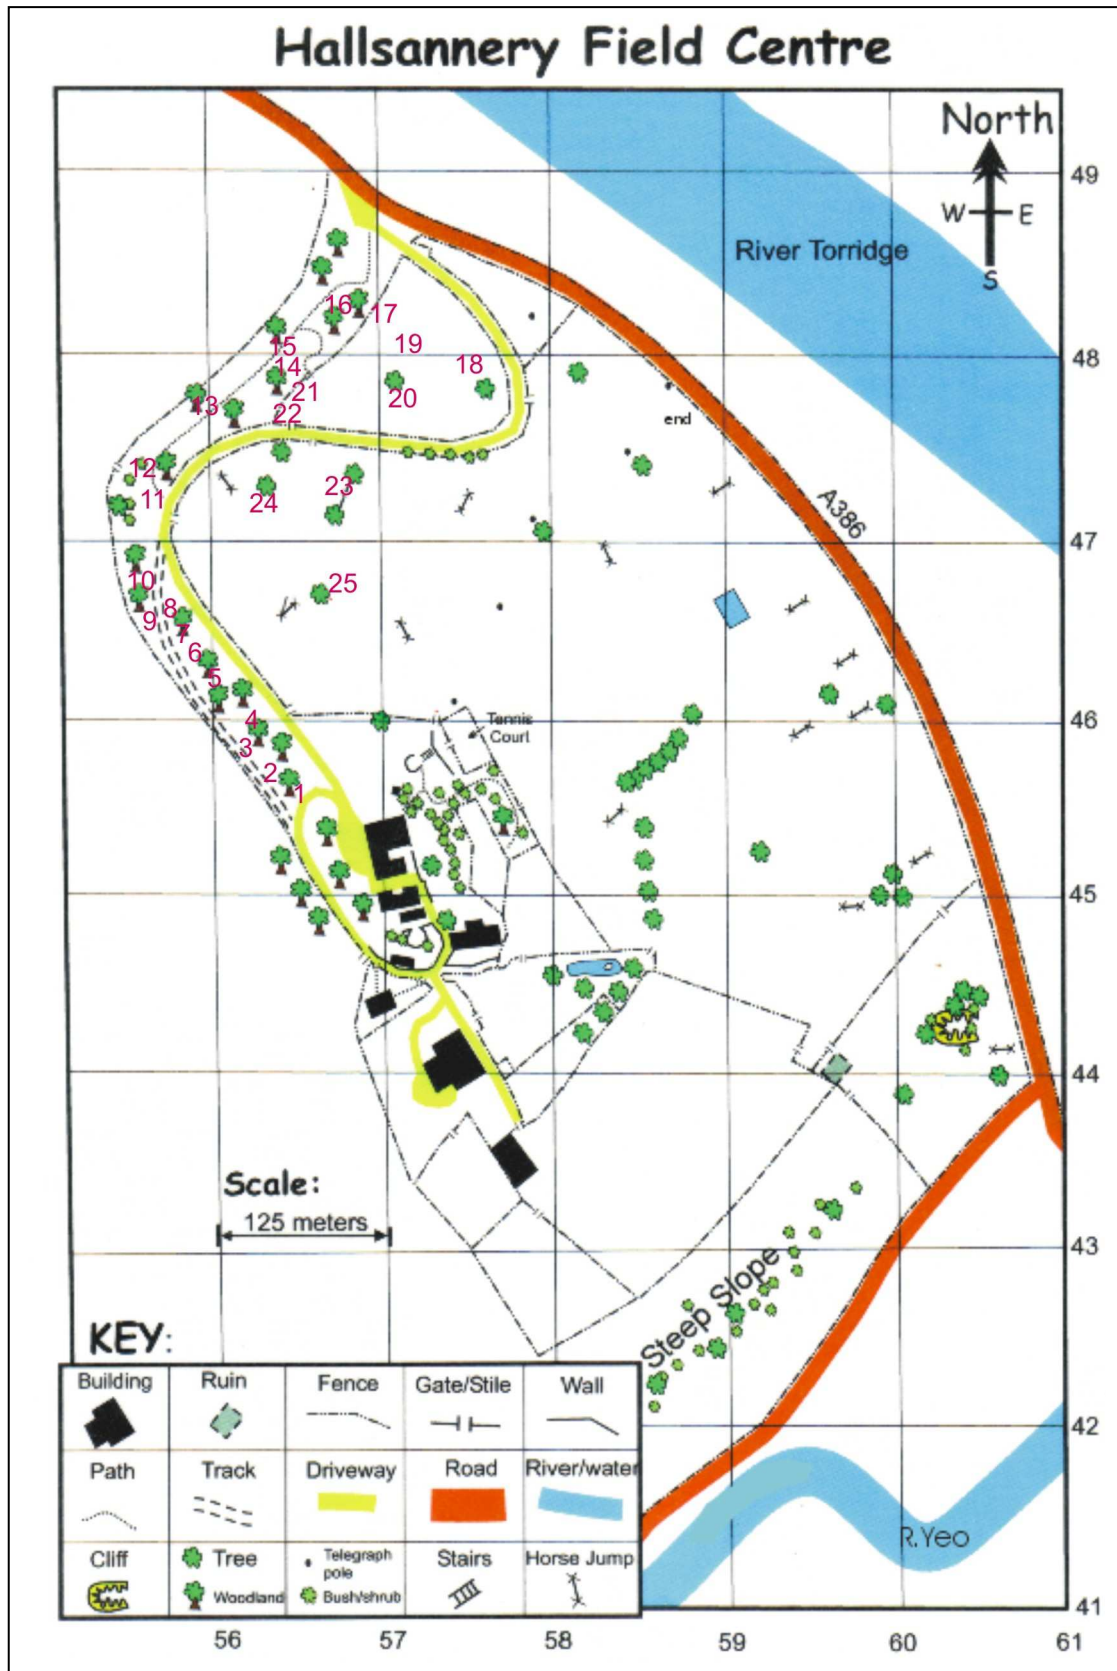 Hallsannery Field Centre
North
49
W E
S
River Torridge
16
17
15
19
48
14
18
21
20
13
22
end
12
23
11
24
A386
47
10
25
8
9
7
6
5
46
4
Tennis
Court
3
2
1
45
44
Scale:
125 meters
43
Steep Slope
KEY:
Building Ruin Fence Gate/Stile Wall
42
Path Track Driveway Road River/water
R.Yeo
Cliff Tree Telegraph pole Stairs Horse Jump
Woodland Bush/shrub
41
56 57 58 59 60 61